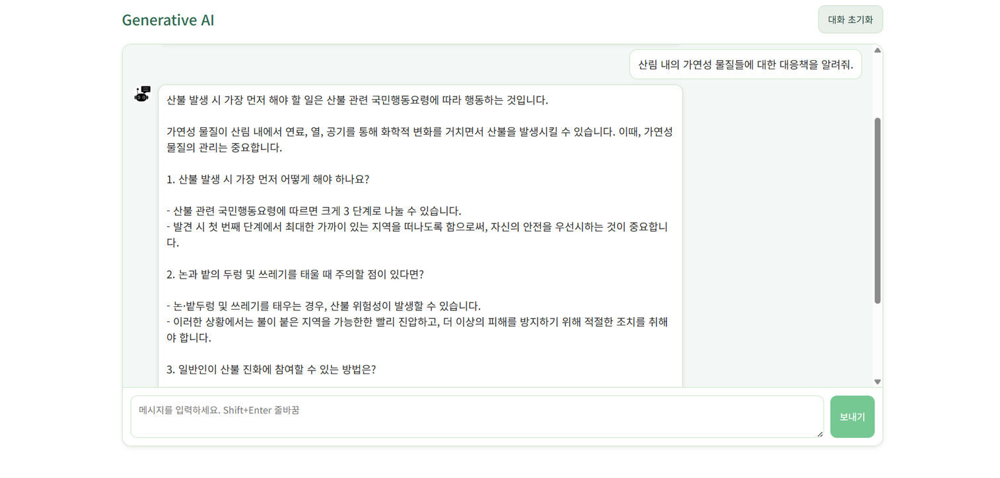 Generative AI
대화 초기화
산림 내의 가연성 물질들에 대한 대응책을 알려줘.
산불 발생 시 가장 먼저 해야 할 일은 산불 관련 국민행동요령에 따라 행동하는 것입니다.
가연성 물질이 산림 내에서 연료, 열, 공기를 통해 화학적 변화를 거치면서 산불을 발생시킬 수 있습니다. 이때, 가연성
물질의 관리는 중요합니다.
1. 산불 발생 시 가장 먼저 어떻게 해야 하나요?
- 산불 관련 국민행동요령에 따르면 크게 3 단계로 나눌 수 있습니다.
- 발견 시 첫 번째 단계에서 최대한 가까이 있는 지역을 떠나도록 함으로써, 자신의 안전을 우선시하는 것이 중요합니
다.
2. 논과 밭의 두렁 및 쓰레기를 태울 때 주의할 점이 있다면?
- 논·밭두렁 및 쓰레기를 태우는 경우, 산불 위험성이 발생할 수 있습니다.
- 이러한 상황에서는 불이 붙은 지역을 가능한한 빨리 진압하고, 더 이상의 피해를 방지하기 위해 적절한 조치를 취해
야 합니다.
3. 일반인이 산불 진화에 참여할 수 있는 방법은?
메시지를 입력하세요. Shift+Enter 줄바꿈
보내기